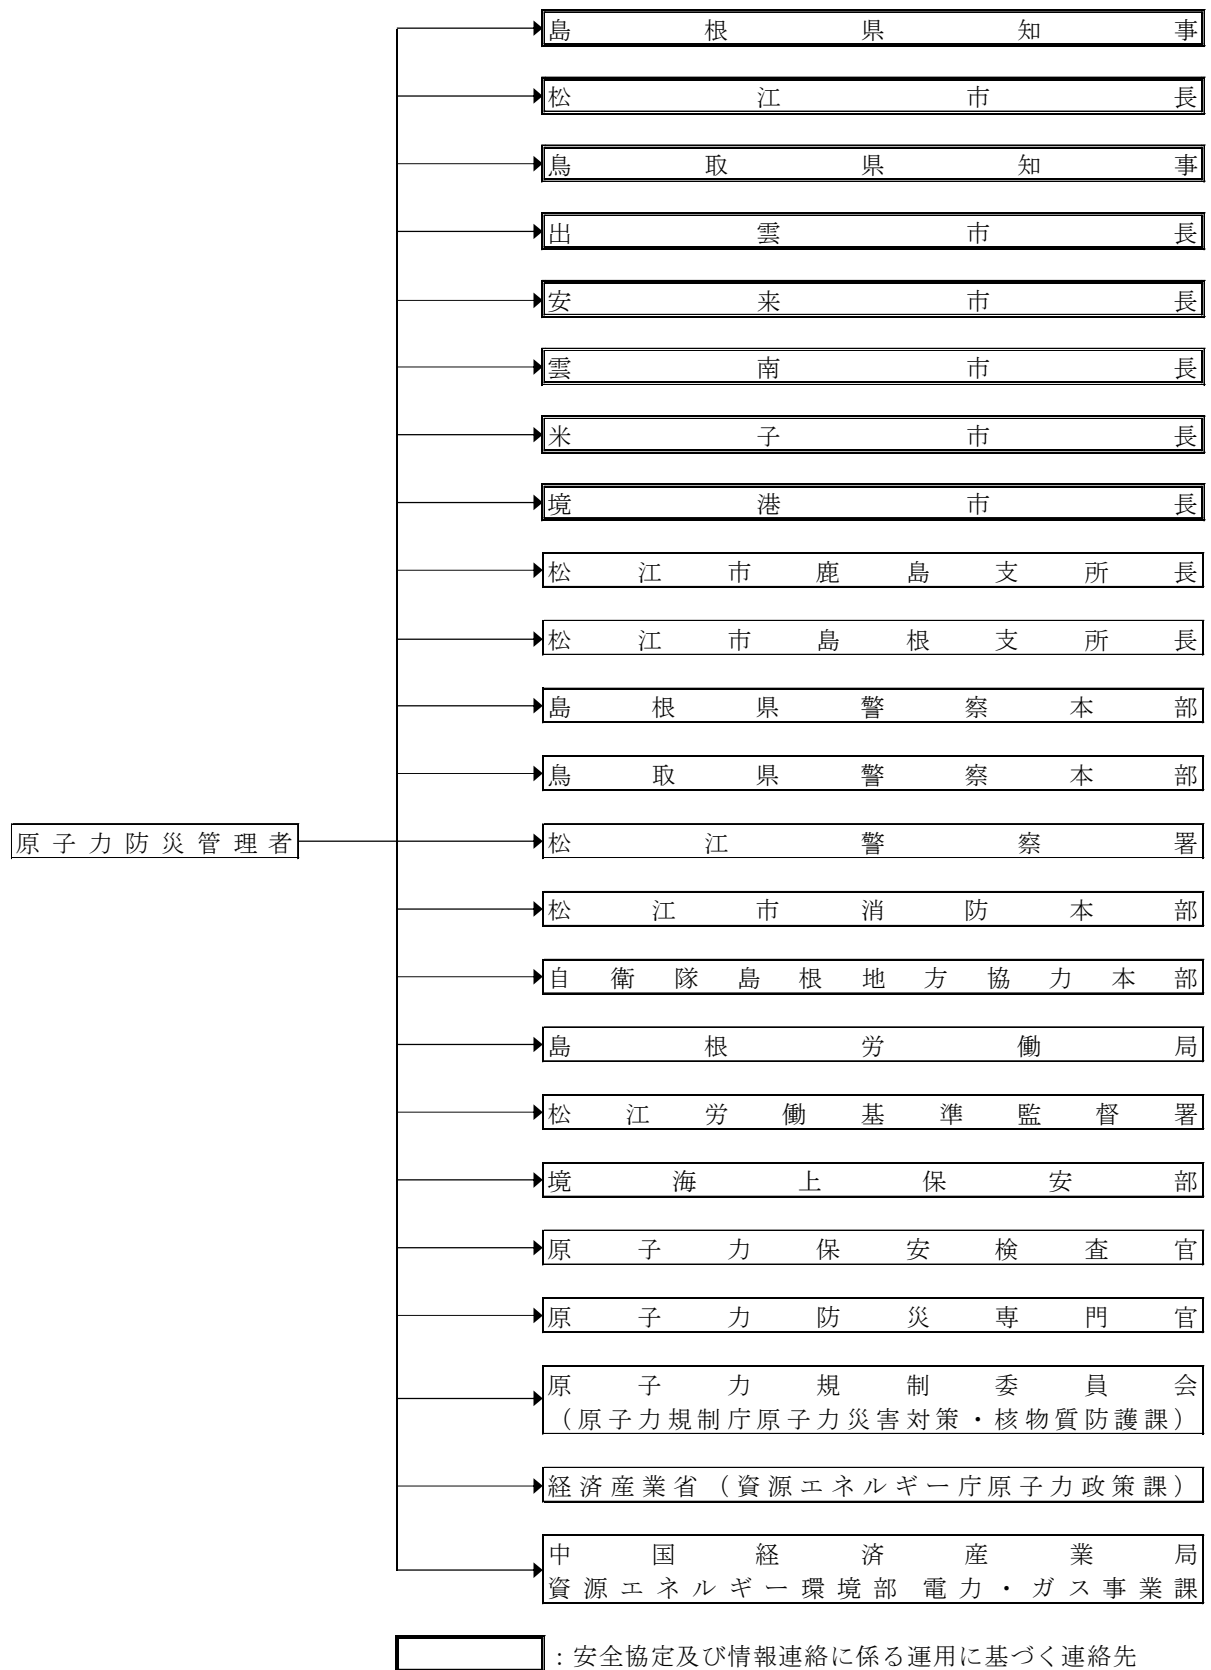 島根県知事
松江市長
鳥取県知事
出雲市長
安来市長
雲南市長
米子市長
境港市長
松江市鹿島支所長
松江市島根支所長
島根県警察本部
鳥取県警察本部
原子力防災管理者
松江警察署
松江市消防本部
自衛隊島根地方協力本部
島根労働局
松江労働基準監督署
境海上保安部
原子力保安検査官
原子力防災専門官
原子力規制委員会
（原子力規制庁原子力災害対策・核物質防護課）
経済産業省（資源エネルギー庁原子力政策課）
中国経済産業局
資源エネルギー環境部 電力・ガス事業課
：安全協定及び情報連絡に係る運用に基づく連絡先